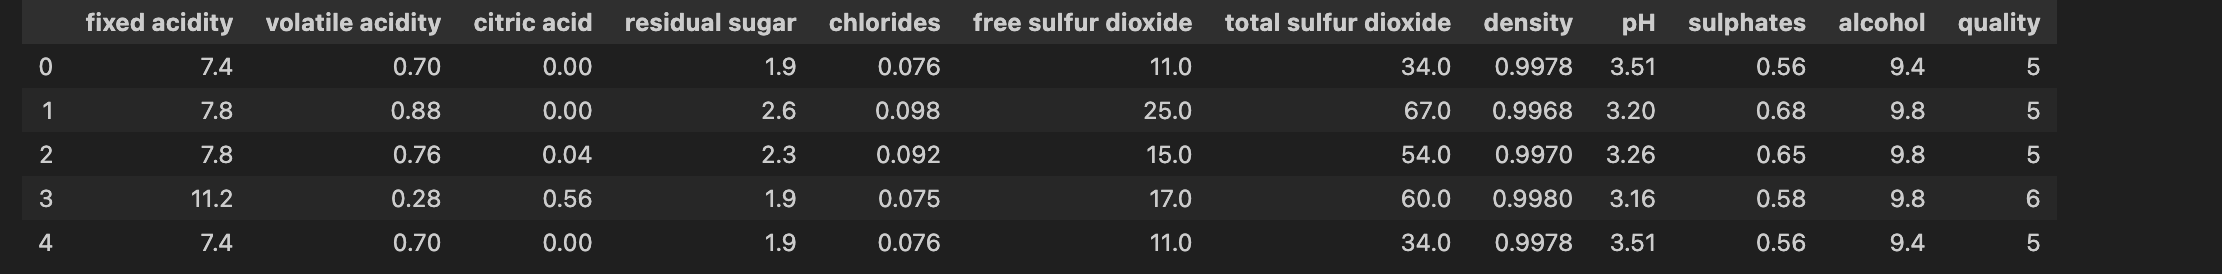 fixed acidity volatile acidity citric acid residual sugar chlorides free sulfur dioxide total sulfur dioxide density pH sulphates alcohol quality
0 7.4 0.70 0.00 1.9 0.076 11.0 34.0 0.9978 3.51 0.56 9.4 5
1 7.8 0.88 0.00 2.6 0.098 25.0 67.0 0.9968 3.20 0.68 9.8 5
2 7.8 0.76 0.04 2.3 0.092 15.0 54.0 0.9970 3.26 0.65 9.8 5
3 11.2 0.28 0.56 1.9 0.075 17.0 60.0 0.9980 3.16 0.58 9.8 6
4 7.4 0.70 0.00 1.9 0.076 11.0 34.0 0.9978 3.51 0.56 9.4 5